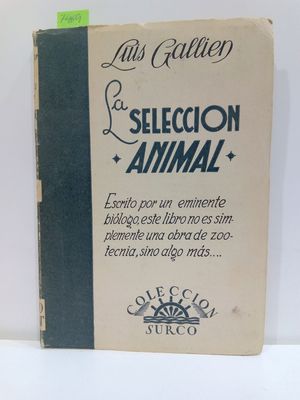 Luis Gallien
La
SELECCION
ANIMAL
Escrito por un eminente
biólogo, este libro no es sim-
plemente una obra de zoo-
tecnia, sino algo más....
COLECCION
SURCO